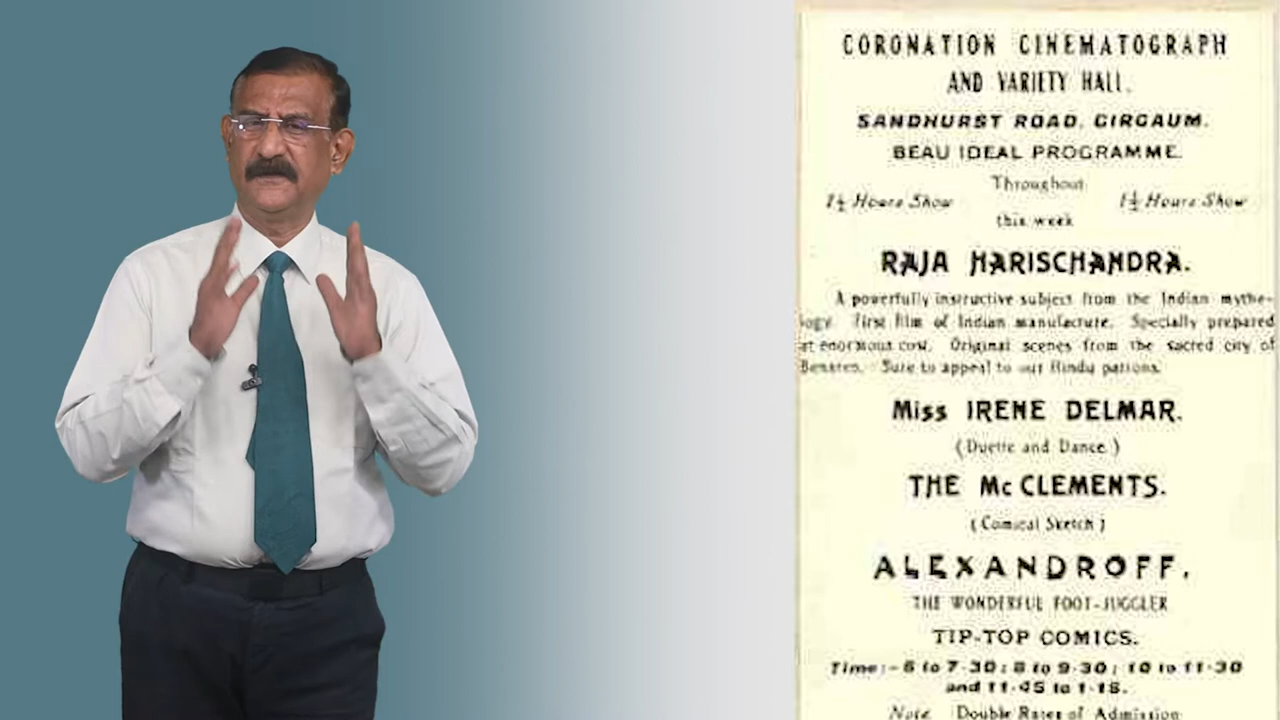 CORONATION CINEMATOGRAPH
AND VARIETY HALL.
SANDHURST ROAD, GIRGAUM.
BEAU IDEAL PROGRAMME.
Throughout
1½ Hours Show 1½ Hours Show
this week
RAJA HARISCHANDRA.
A powerfully instructive subject from the Indian mytho-
logy. First film of Indian manufacture. Specially prepared
at enormous cost. Original scenes from the sacred city of
Benares. Sure to appeal to our Hindu patrons.
Miss IRENE DELMAR.
(Duette and Dance)
THE Mc CLEMENTS.
(Comical Sketch)
ALEXANDROFF,
THE WONDERFUL FOOT-JUGGLER
TIP-TOP COMICS.
Time:-6 to 7-30; 8 to 9-30; 10 to 11-30
and 11-45 to 1-15.
Note Double Rates of Admission